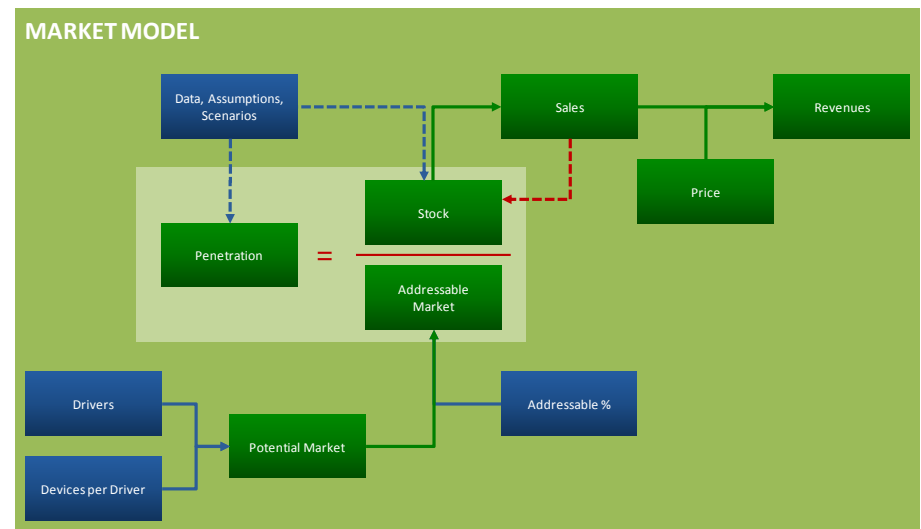 MARKET MODEL
Data, Assumptions,
Scenarios
Sales
Revenues
Price
Stock
Penetration
=
Addressable
Market
Drivers
Addressable %
Potential Market
Devices per Driver